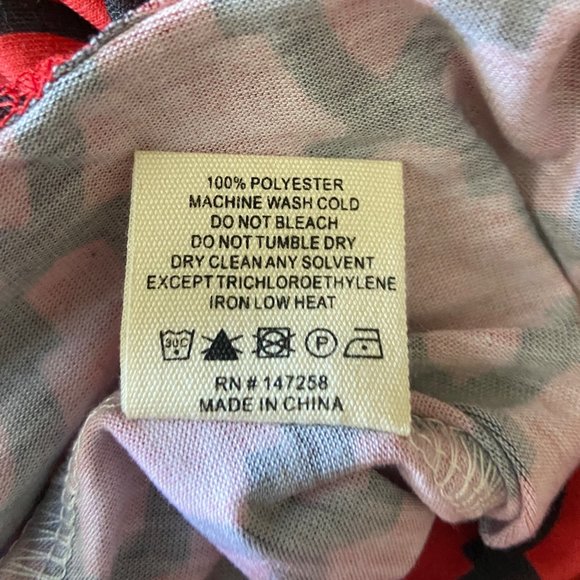 100% POLYESTER
MACHINE WASH COLD
DO NOT BLEACH
DO NOT TUMBLE DRY
DRY CLEAN ANY SOLVENT
EXCEPT TRICHLOROETHYLENE
IRON LOW HEAT
30C P
RN # 147258
MADE IN CHINA